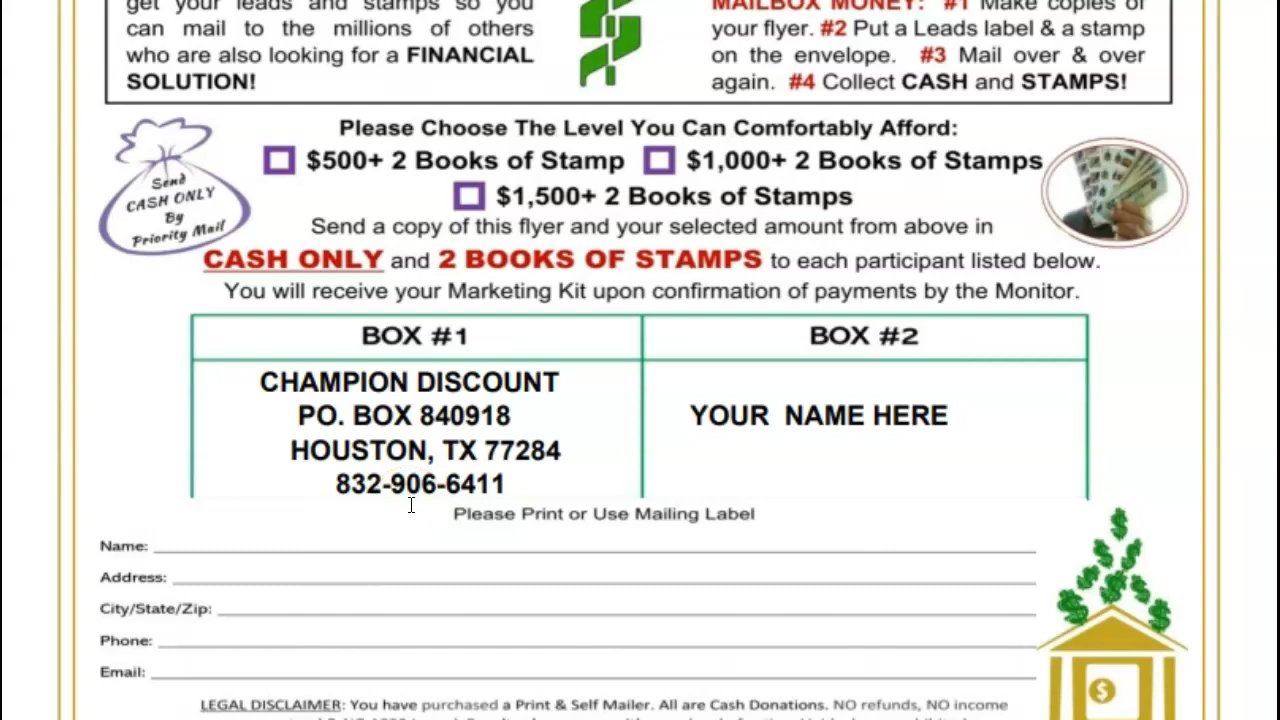 get your leads and stamps so you
can mail to the millions of others
who are also looking for a FINANCIAL
SOLUTION!
MAILBOX MONEY: #1 Make copies of
your flyer. #2 Put a Leads label & a stamp
on the envelope. #3 Mail over & over
again. #4 Collect CASH and STAMPS!
Please Choose The Level You Can Comfortably Afford:
$500+ 2 Books of Stamp $1,000+ 2 Books of Stamps
$1,500+ 2 Books of Stamps
Send
CASH ONLY
By
Priority Mail
Send a copy of this flyer and your selected amount from above in
CASH ONLY and 2 BOOKS OF STAMPS to each participant listed below.
You will receive your Marketing Kit upon confirmation of payments by the Monitor.
BOX #1 BOX #2
CHAMPION DISCOUNT
PO. BOX 840918
HOUSTON, TX 77284
832-906-6411
YOUR NAME HERE
Please Print or Use Mailing Label
Name:
Address:
City/State/Zip:
Phone:
Email:
$
LEGAL DISCLAIMER: You have purchased a Print & Self Mailer. All are Cash Donations. NO refunds, NO income